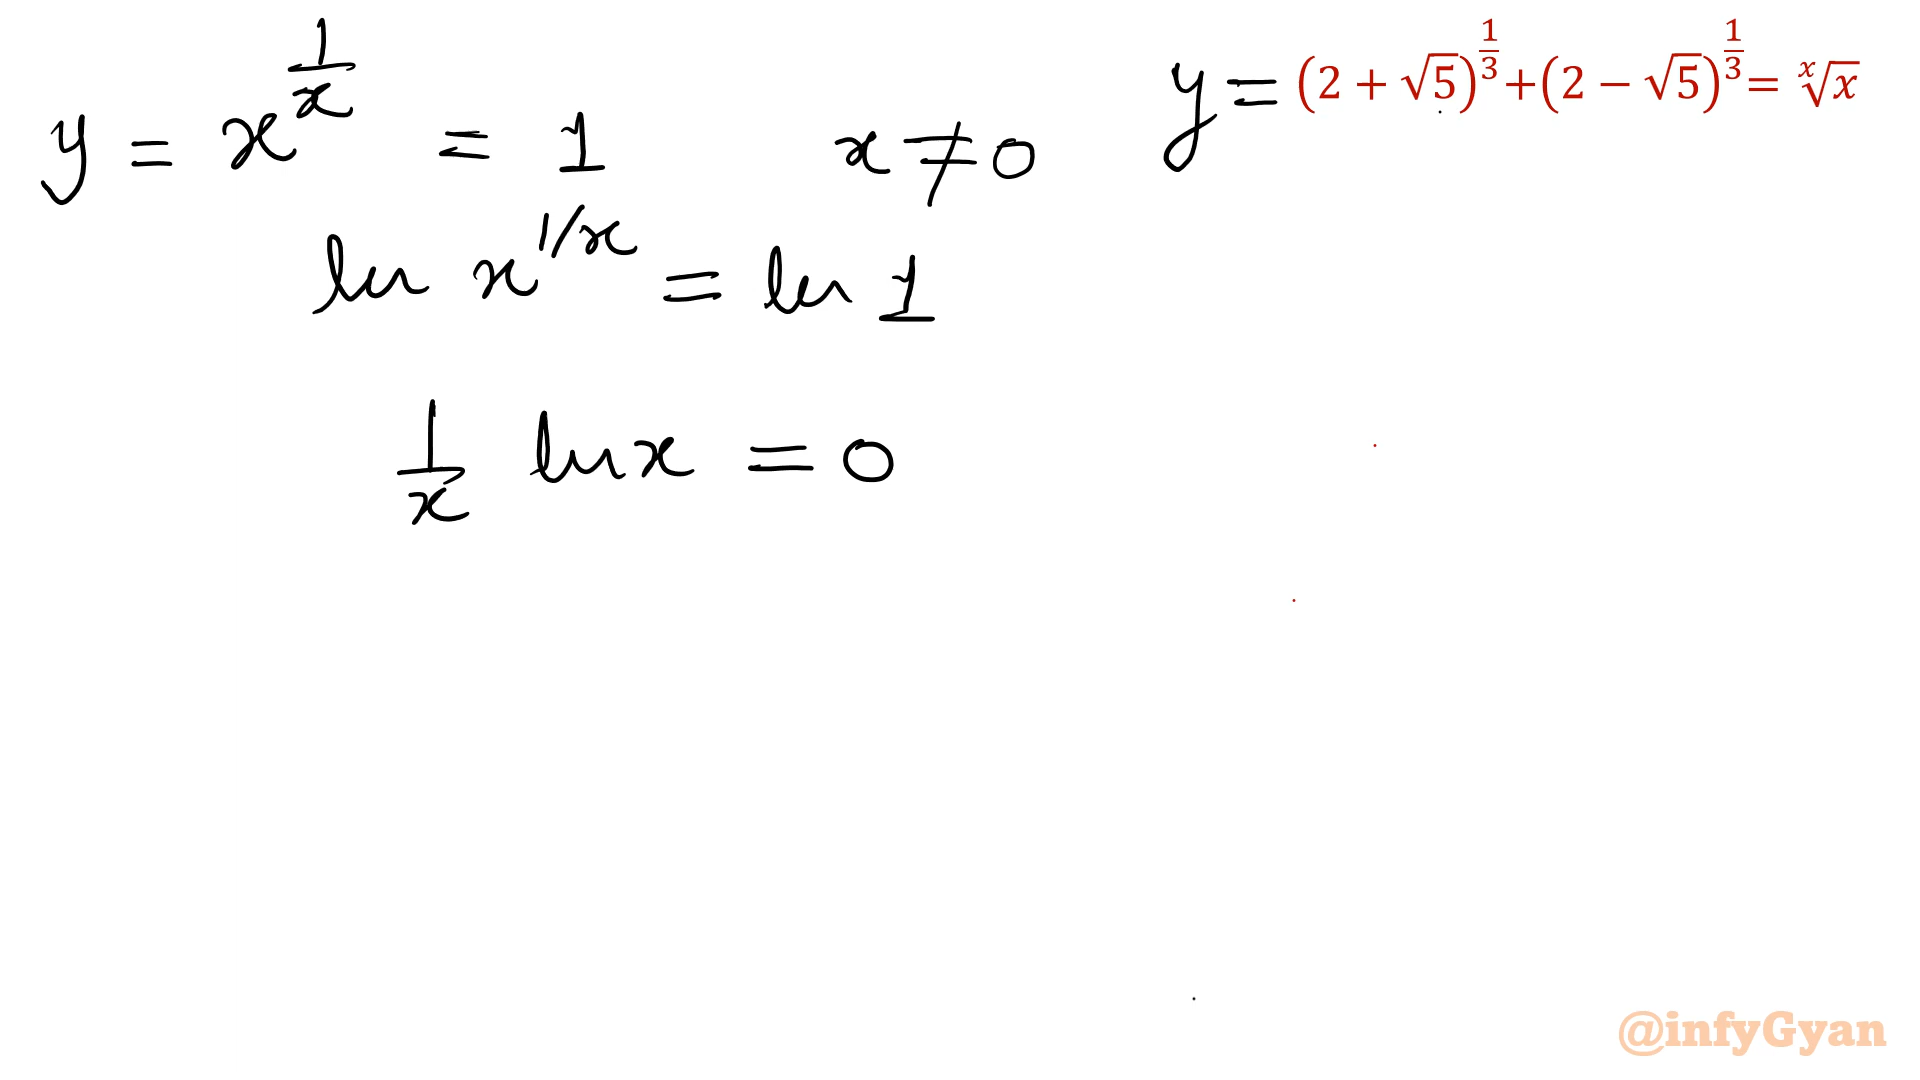 y = x^{1/x} = 1 x ≠ 0
y = (2 + √5)^{1/3} + (2 − √5)^{1/3} = ˣ√x
ln x^{1/x} = ln 1
1/x ln x = 0
@infyGyan